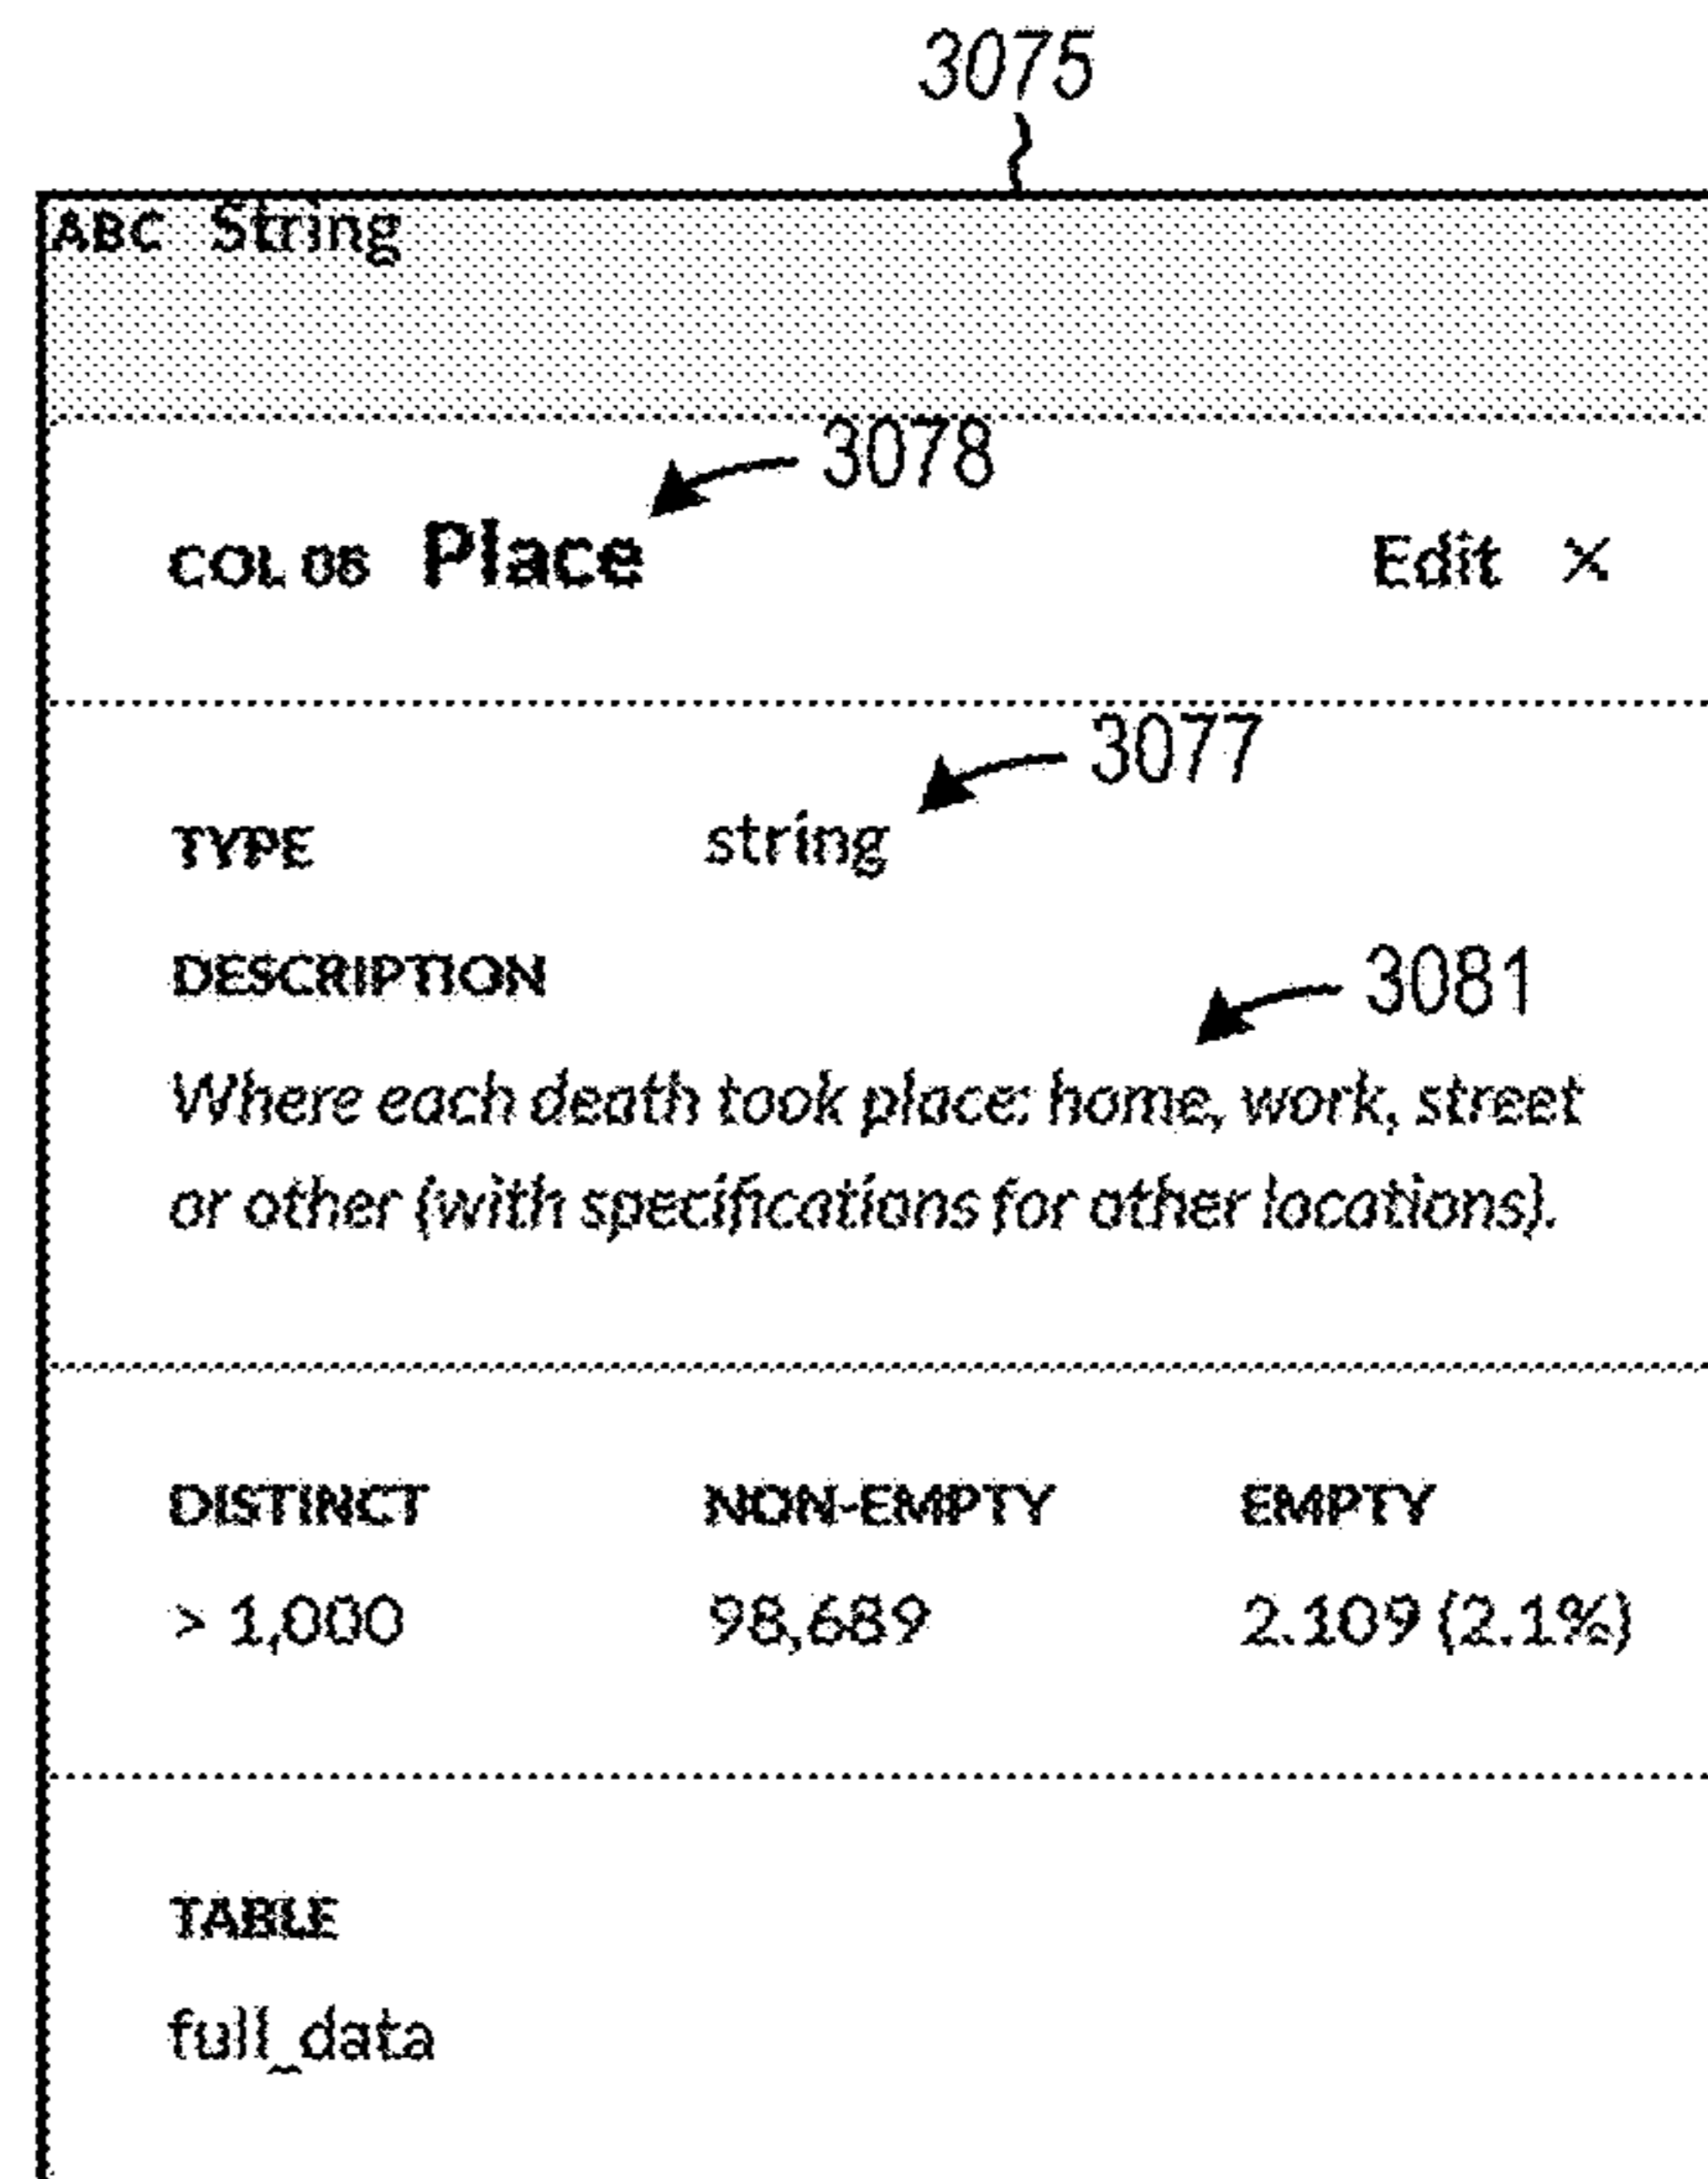 3075
ABC String
3078
COL 06 Place Edit ×
3077
TYPE string
DESCRIPTION
3081
Where each death took place: home, work, street
or other (with specifications for other locations).
DISTINCT NON-EMPTY EMPTY
> 1,000 98,689 2.109 (2.1%)
TABLE
full_data